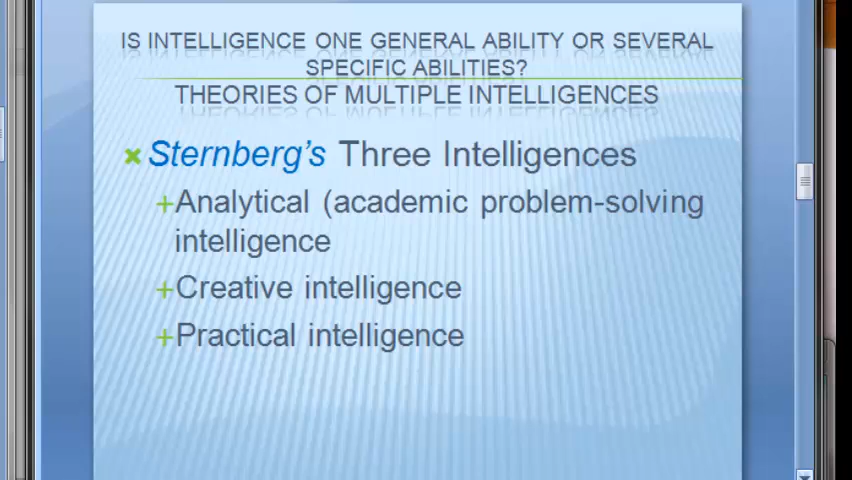 IS INTELLIGENCE ONE GENERAL ABILITY OR SEVERAL
SPECIFIC ABILITIES?
THEORIES OF MULTIPLE INTELLIGENCES
Sternberg's Three Intelligences
Analytical (academic problem-solving
intelligence
Creative intelligence
Practical intelligence